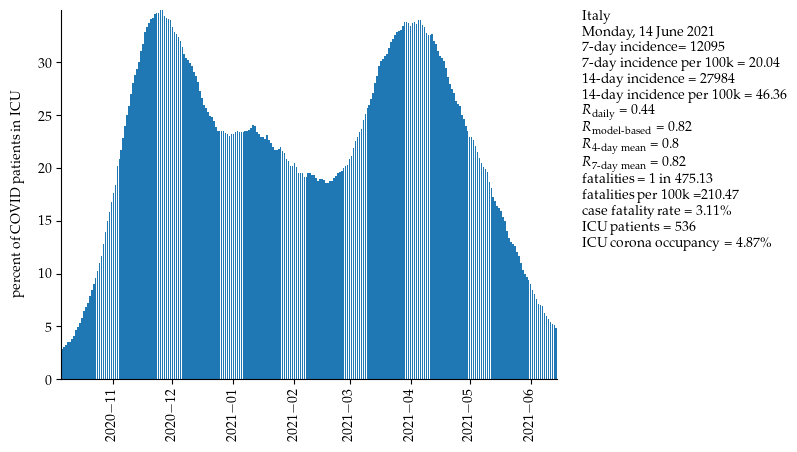 percent of COVID patients in ICU
30
25
20
15
10
5
0
2020−11
2020−12
2021−01
2021−02
2021−03
2021−04
2021−05
2021−06
Italy
Monday, 14 June 2021
7-day incidence= 12095
7-day incidence per 100k = 20.04
14-day incidence = 27984
14-day incidence per 100k = 46.36
R_daily = 0.44
R_model-based = 0.82
R_4-day mean = 0.8
R_7-day mean = 0.82
fatalities = 1 in 475.13
fatalities per 100k =210.47
case fatality rate = 3.11%
ICU patients = 536
ICU corona occupancy = 4.87%